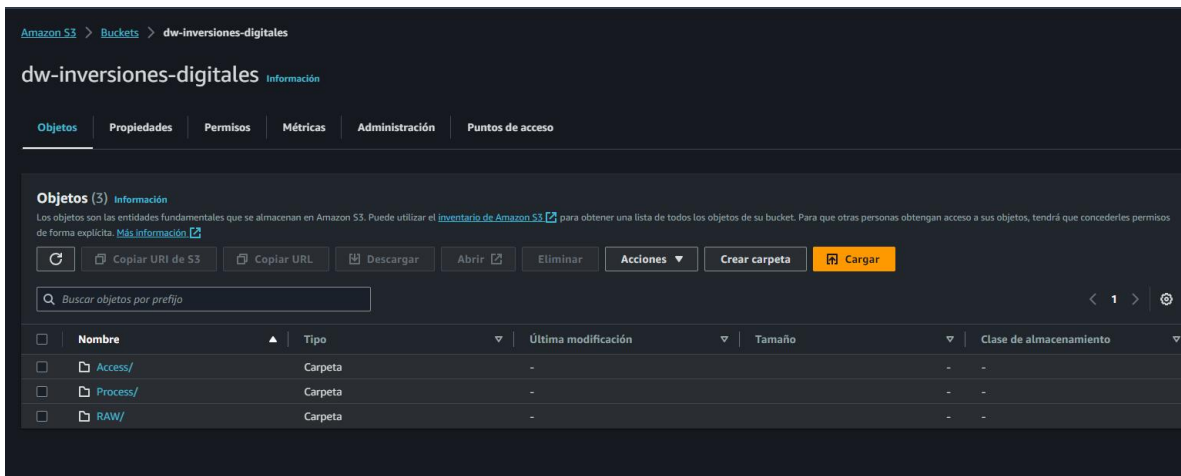 Amazon S3 > Buckets > dw-inversiones-digitales
dw-inversiones-digitales Información
Objetos Propiedades Permisos Métricas Administración Puntos de acceso
Objetos (3) Información
Los objetos son las entidades fundamentales que se almacenan en Amazon S3. Puede utilizar el inventario de Amazon S3 para obtener una lista de todos los objetos de su bucket. Para que otras personas obtengan acceso a sus objetos, tendrá que concederles permisos
de forma explícita. Más información
Copiar URI de S3 Copiar URL Descargar Abrir Eliminar Acciones Crear carpeta Cargar
Buscar objetos por prefijo < 1 >
Nombre Tipo Última modificación Tamaño Clase de almacenamiento
Access/ Carpeta - - -
Process/ Carpeta - - -
RAW/ Carpeta - - -